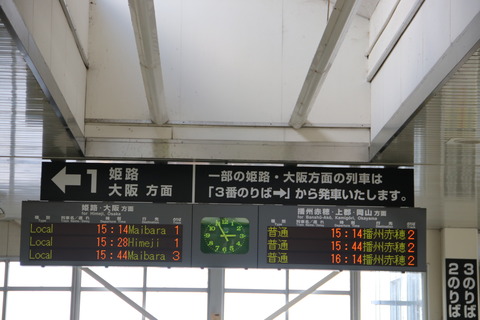 ←1 姫路
大阪 方面
一部の姫路・大阪方面の列車は
「3番のりば➡」から発車いたします。
姫路・大阪方面
for Himeji, Osaka
Local 15:14 Maibara 1
Local 15:28 Himeji 1
Local 15:44 Maibara 3
播州赤穂・上郡・岡山方面
for Banshū-Akō, Kamigōri, Okayama
普通 15:14 播州赤穂 2
普通 15:44 播州赤穂 2
普通 16:14 播州赤穂 2
3のりば
2のりば